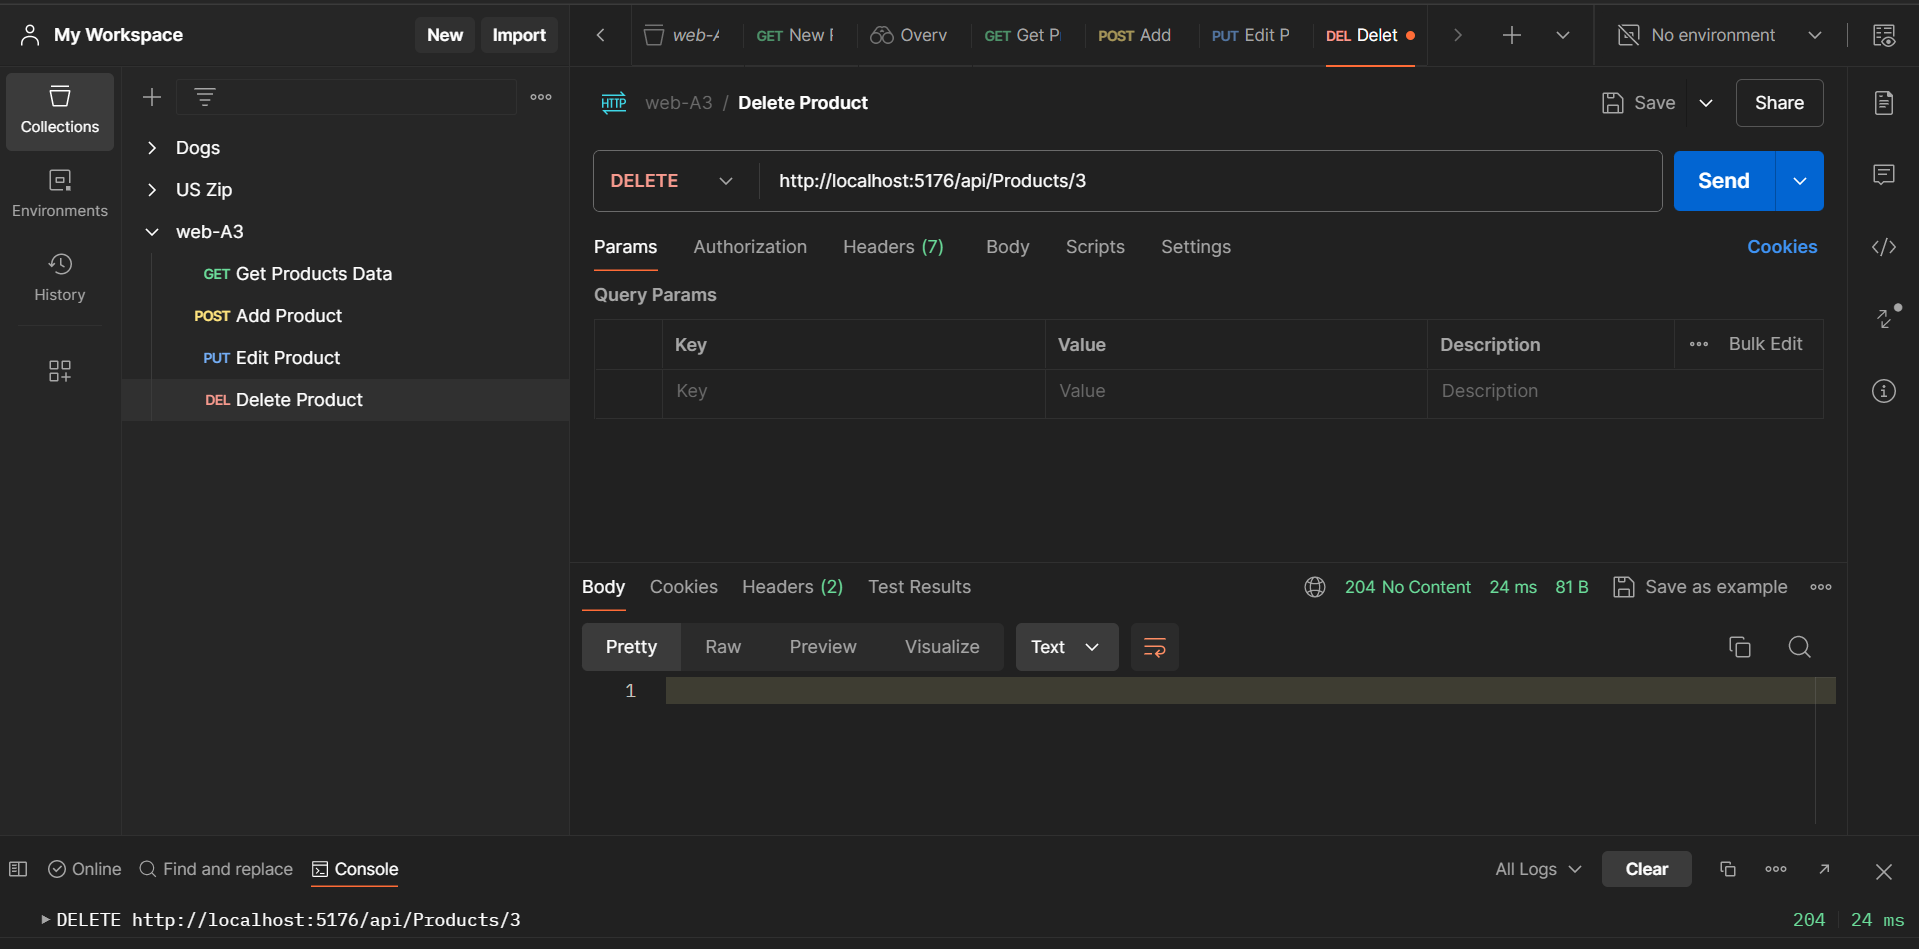 My Workspace
New
Import
web-A
GET New F
Overv
GET Get P
POST Add
PUT Edit P
DEL Delet
No environment
Collections
Environments
History
Dogs
US Zip
web-A3
GET Get Products Data
POST Add Product
PUT Edit Product
DEL Delete Product
HTTP web-A3 / Delete Product
Save
Share
DELETE http://localhost:5176/api/Products/3
Send
Params Authorization Headers (7) Body Scripts Settings Cookies
Query Params
Key Value Description Bulk Edit
Key Value Description
Body Cookies Headers (2) Test Results 204 No Content 24 ms 81 B Save as example
Pretty Raw Preview Visualize Text
1
Online Find and replace Console All Logs Clear
DELETE http://localhost:5176/api/Products/3 204 24 ms